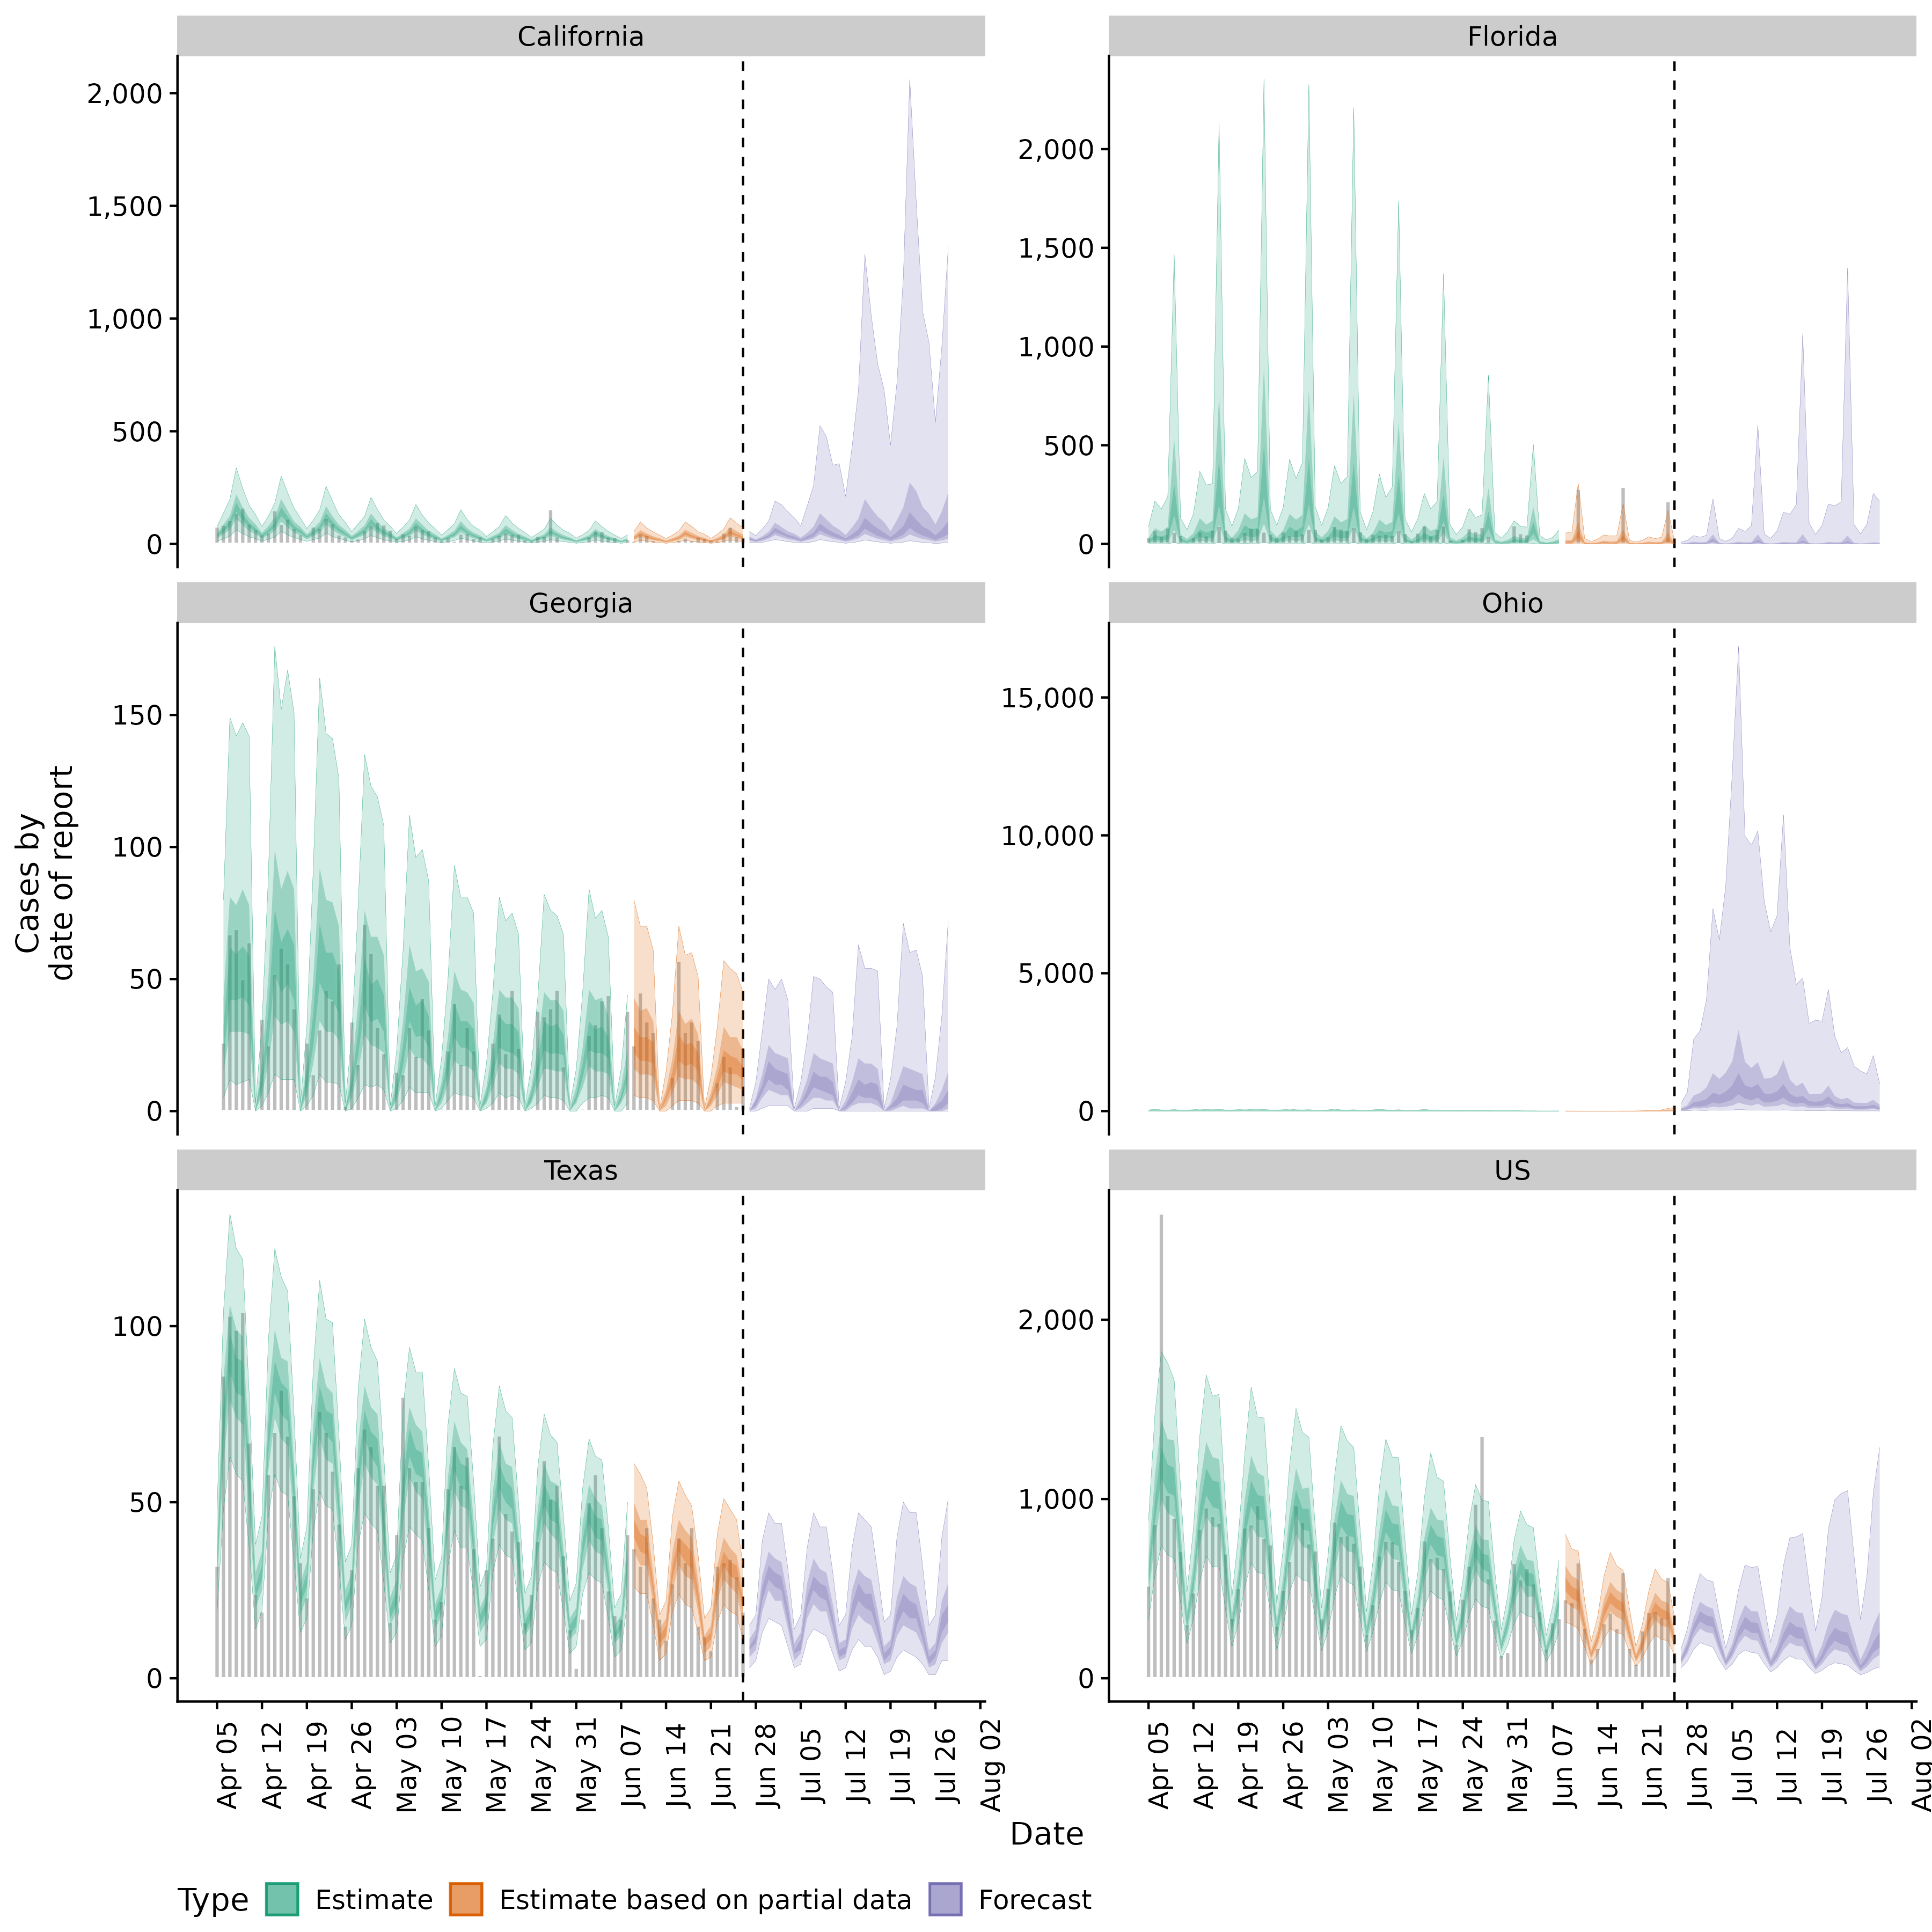 California
Florida
2,000
1,500
1,000
500
0
2,000
1,500
1,000
500
0
Georgia
Ohio
150
100
50
0
15,000
10,000
5,000
0
Texas
US
100
50
0
2,000
1,000
0
Cases by
date of report
Apr 05
Apr 12
Apr 19
Apr 26
May 03
May 10
May 17
May 24
May 31
Jun 07
Jun 14
Jun 21
Jun 28
Jul 05
Jul 12
Jul 19
Jul 26
Aug 02
Apr 05
Apr 12
Apr 19
Apr 26
May 03
May 10
May 17
May 24
May 31
Jun 07
Jun 14
Jun 21
Jun 28
Jul 05
Jul 12
Jul 19
Jul 26
Aug 02
Date
Type Estimate Estimate based on partial data Forecast